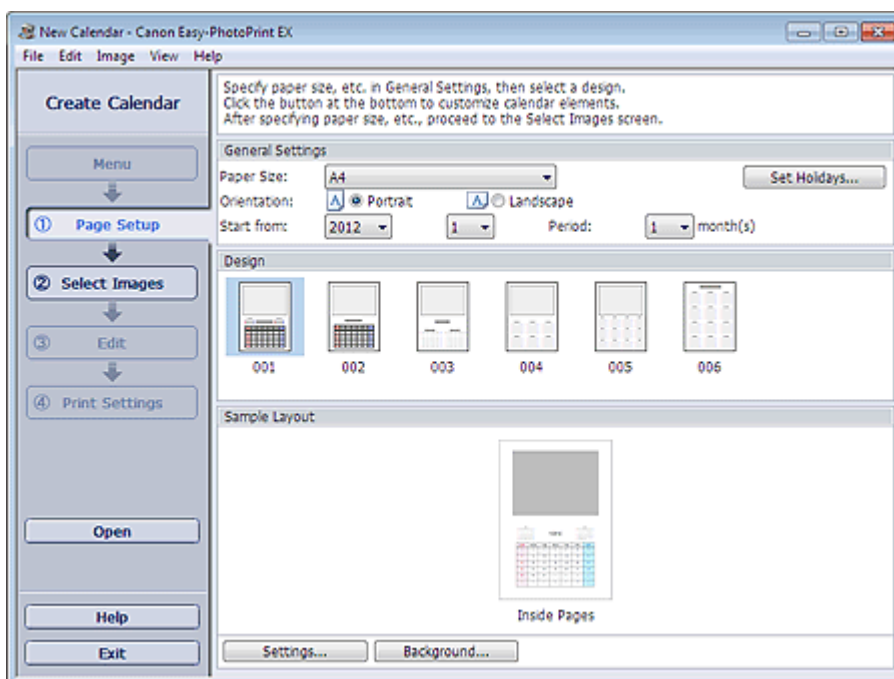 New Calendar - Canon Easy-PhotoPrint EX
File Edit Image View Help
Create Calendar
Menu
① Page Setup
② Select Images
③ Edit
④ Print Settings
Open
Help
Exit
Specify paper size, etc. in General Settings, then select a design.
Click the button at the bottom to customize calendar elements.
After specifying paper size, etc., proceed to the Select Images screen.
General Settings
Paper Size: A4 Set Holidays...
Orientation: A Portrait A Landscape
Start from: 2012 1 Period: 1 month(s)
Design
001 002 003 004 005 006
Sample Layout
Inside Pages
Settings... Background...